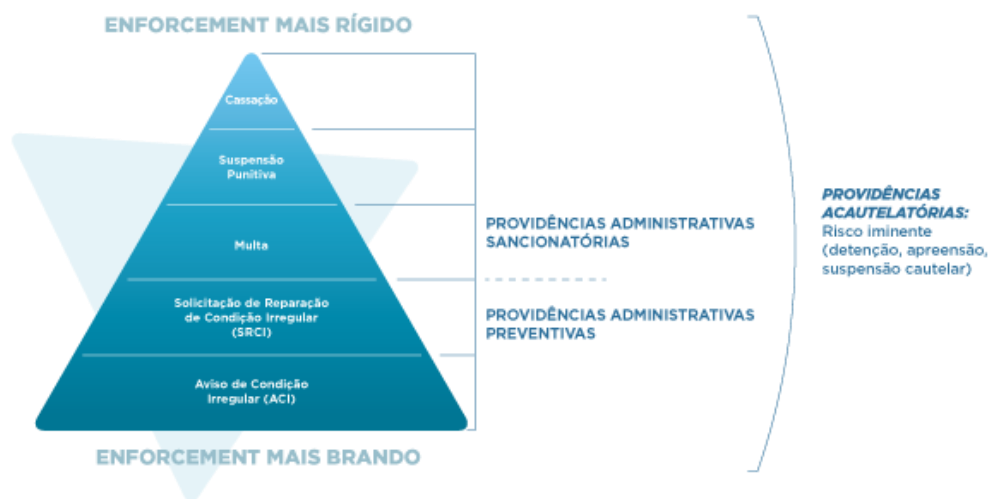 ENFORCEMENT MAIS RÍGIDO
Cassação
Suspensão
Punitiva
Multa
Solicitação de Reparação
de Condição Irregular
(SRCI)
Aviso de Condição
Irregular (ACI)
ENFORCEMENT MAIS BRANDO
PROVIDÊNCIAS ADMINISTRATIVAS
SANCIONATÓRIAS
PROVIDÊNCIAS ADMINISTRATIVAS
PREVENTIVAS
PROVIDÊNCIAS
ACAUTELATÓRIAS:
Risco iminente
(detenção, apreensão,
suspensão cautelar)